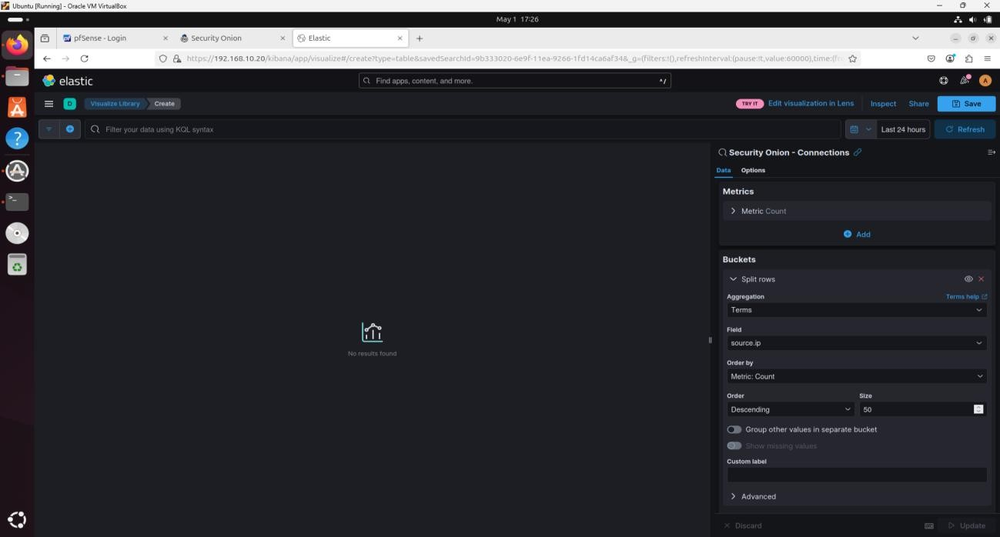 Ubuntu [Running] - Oracle VM VirtualBox
May 1 17:26
pfSense - Login
Security Onion
Elastic
https://192.168.10.20/kibana/app/visualize#/create?type=table&savedSearchId=9b333020-6e9f-11ea-9266-1fd14ca6af34&_g=(filters:!(),refreshInterval:(pause:!t,value:60000),time:(fr
elastic
Find apps, content, and more.
^/
A
D
Visualize Library
Create
TRY IT
Edit visualization in Lens
Inspect
Share
Save
Filter your data using KQL syntax
Last 24 hours
Refresh
Security Onion - Connections
Data
Options
Metrics
Metric Count
Add
Buckets
Split rows
Aggregation
Terms help
Terms
Field
source.ip
Order by
Metric: Count
Order
Size
Descending
50
Group other values in separate bucket
Show missing values
Custom label
Advanced
No results found
Discard
Update